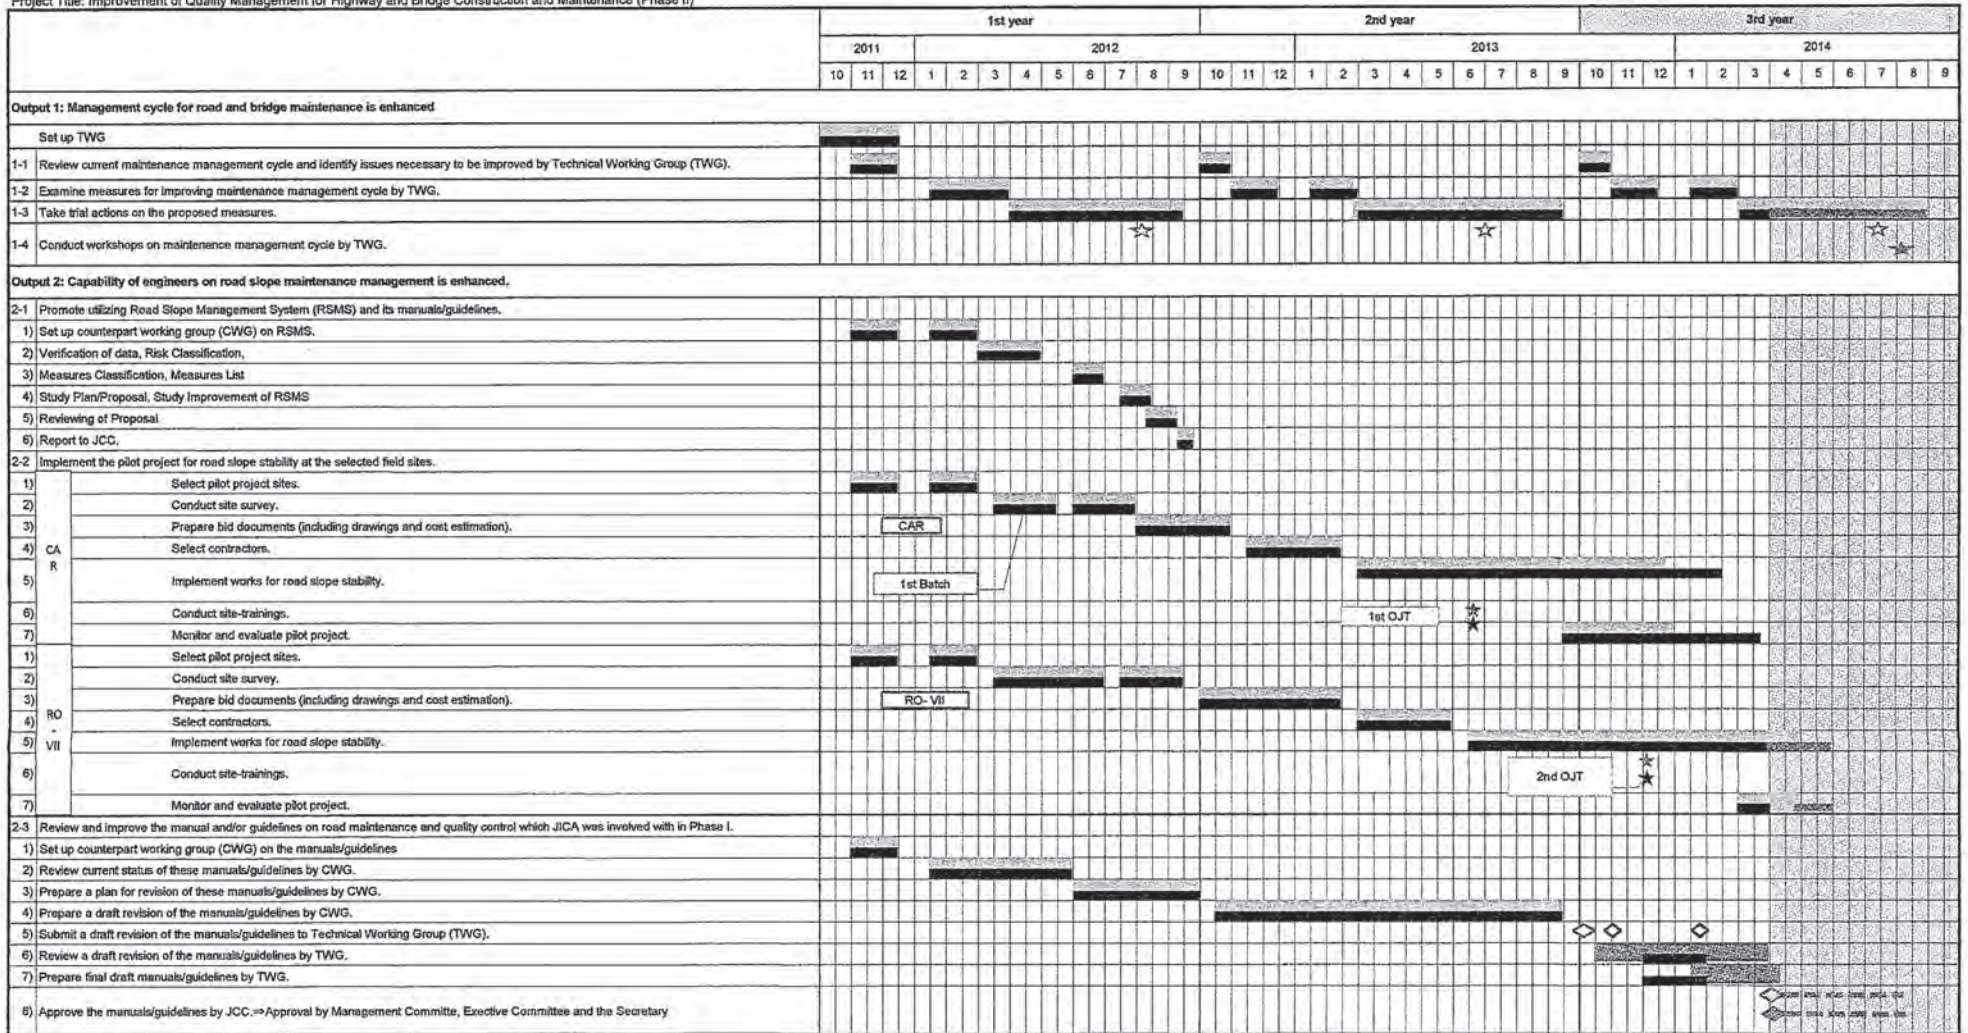 Project Title: Improvement of Quality Management for Highway and Bridge Construction and Maintenance (Phase II)
1st year 2nd year 3rd year
2011 2012 2013 2014
10 11 12 1 2 3 4 5 6 7 8 9 10 11 12 1 2 3 4 5 6 7 8 9 10 11 12 1 2 3 4 5 6 7 8 9
Output 1: Management cycle for road and bridge maintenance is enhanced
Set up TWG
1-1 Review current maintenance management cycle and identify issues necessary to be improved by Technical Working Group (TWG).
1-2 Examine measures for improving maintenance management cycle by TWG.
1-3 Take trial actions on the proposed measures.
1-4 Conduct workshops on maintenance management cycle by TWG.
Output 2: Capability of engineers on road slope maintenance management is enhanced.
2-1 Promote utilizing Road Slope Management System (RSMS) and its manuals/guidelines.
1) Set up counterpart working group (CWG) on RSMS.
2) Verification of data, Risk Classification,
3) Measures Classification, Measures List
4) Study Plan/Proposal, Study Improvement of RSMS
5) Reviewing of Proposal
6) Report to JCC.
2-2 Implement the pilot project for road slope stability at the selected field sites.
CA
R
1) Select pilot project sites.
2) Conduct site survey.
3) Prepare bid documents (including drawings and cost estimation). CAR
4) Select contractors.
5) Implement works for road slope stability. 1st Batch
6) Conduct site-trainings. 1st OJT
7) Monitor and evaluate pilot project.
RO
-
VII
1) Select pilot project sites.
2) Conduct site survey.
3) Prepare bid documents (including drawings and cost estimation). RO- VII
4) Select contractors.
5) Implement works for road slope stability.
6) Conduct site-trainings. 2nd OJT
7) Monitor and evaluate pilot project.
2-3 Review and improve the manual and/or guidelines on road maintenance and quality control which JICA was involved with in Phase I.
1) Set up counterpart working group (CWG) on the manuals/guidelines
2) Review current status of these manuals/guidelines by CWG.
3) Prepare a plan for revision of these manuals/guidelines by CWG.
4) Prepare a draft revision of the manuals/guidelines by CWG.
5) Submit a draft revision of the manuals/guidelines to Technical Working Group (TWG).
6) Review a draft revision of the manuals/guidelines by TWG.
7) Prepare final draft manuals/guidelines by TWG.
8) Approve the manuals/guidelines by JCC.⇒Approval by Management Committe, Exective Committee and the Secretary